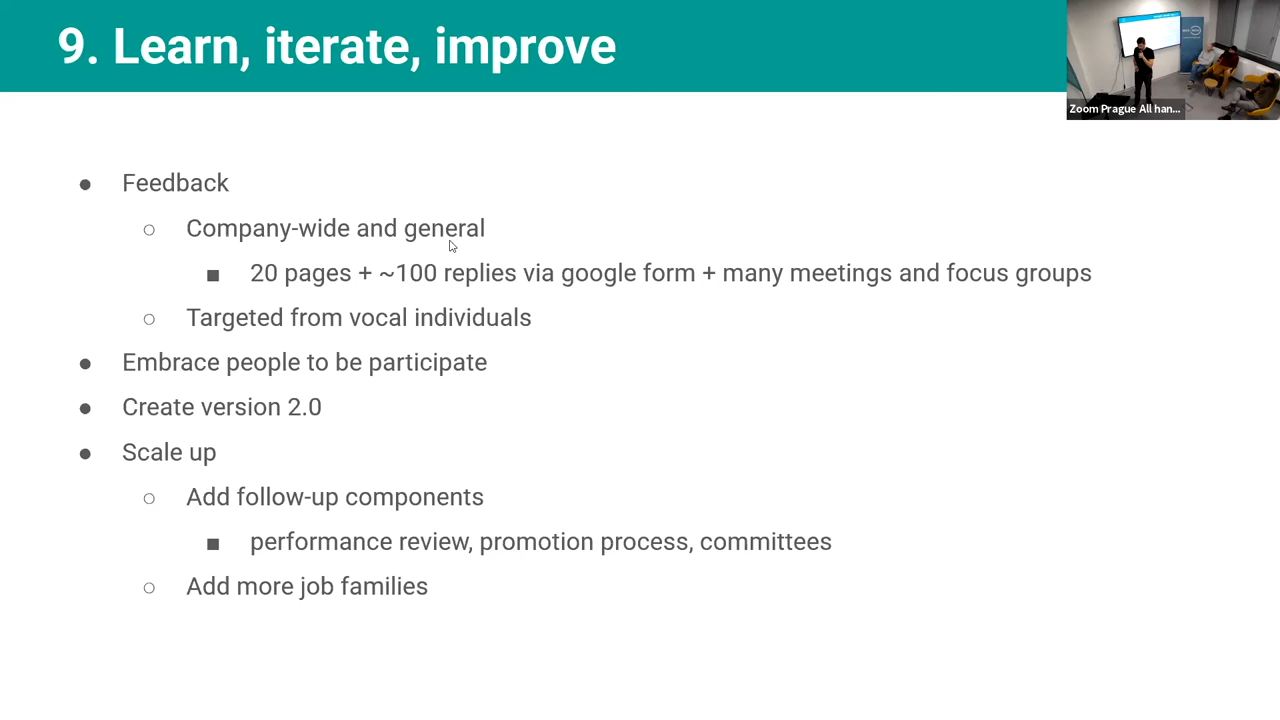 9. Learn, iterate, improve
Zoom Prague All han...
● Feedback
○ Company-wide and general
■ 20 pages + ~100 replies via google form + many meetings and focus groups
○ Targeted from vocal individuals
● Embrace people to be participate
● Create version 2.0
● Scale up
○ Add follow-up components
■ performance review, promotion process, committees
○ Add more job families